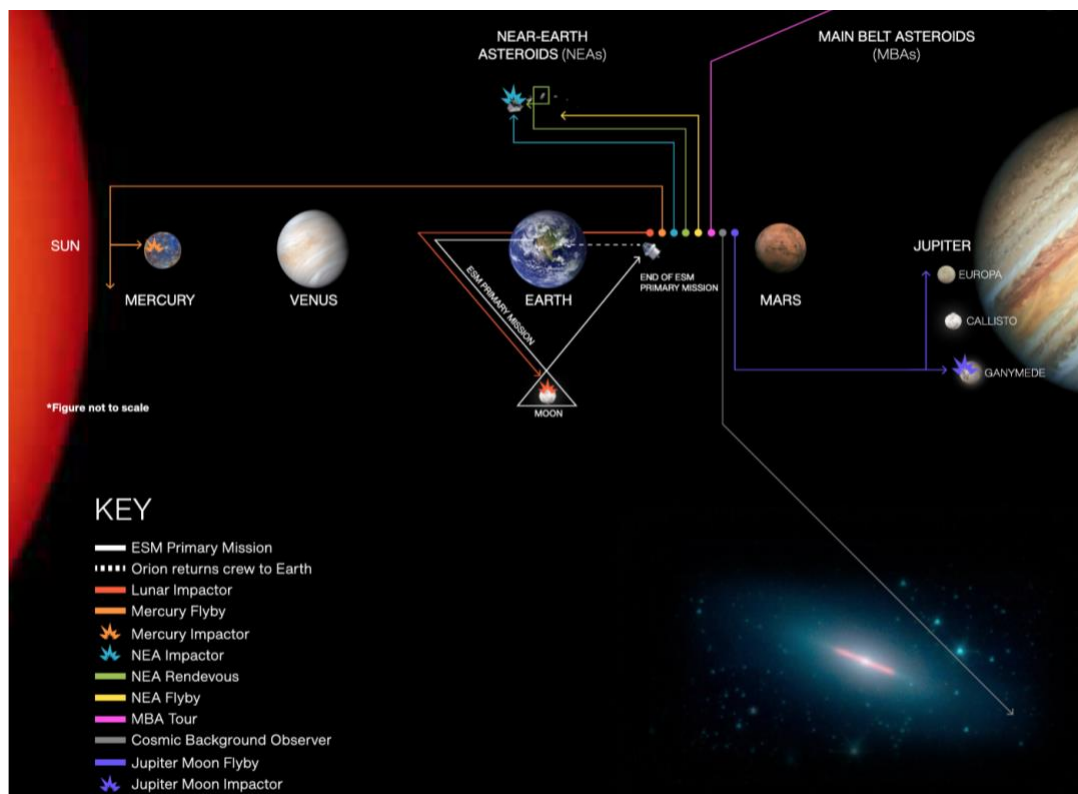 NEAR-EARTH
ASTEROIDS (NEAs)
MAIN BELT ASTEROIDS
(MBAs)
SUN
MERCURY
VENUS
EARTH
ESM PRIMARY MISSION
END OF ESM
PRIMARY MISSION
MARS
JUPITER
EUROPA
CALLISTO
GANYMEDE
MOON
*Figure not to scale
KEY
ESM Primary Mission
Orion returns crew to Earth
Lunar Impactor
Mercury Flyby
Mercury Impactor
NEA Impactor
NEA Rendevous
NEA Flyby
MBA Tour
Cosmic Background Observer
Jupiter Moon Flyby
Jupiter Moon Impactor